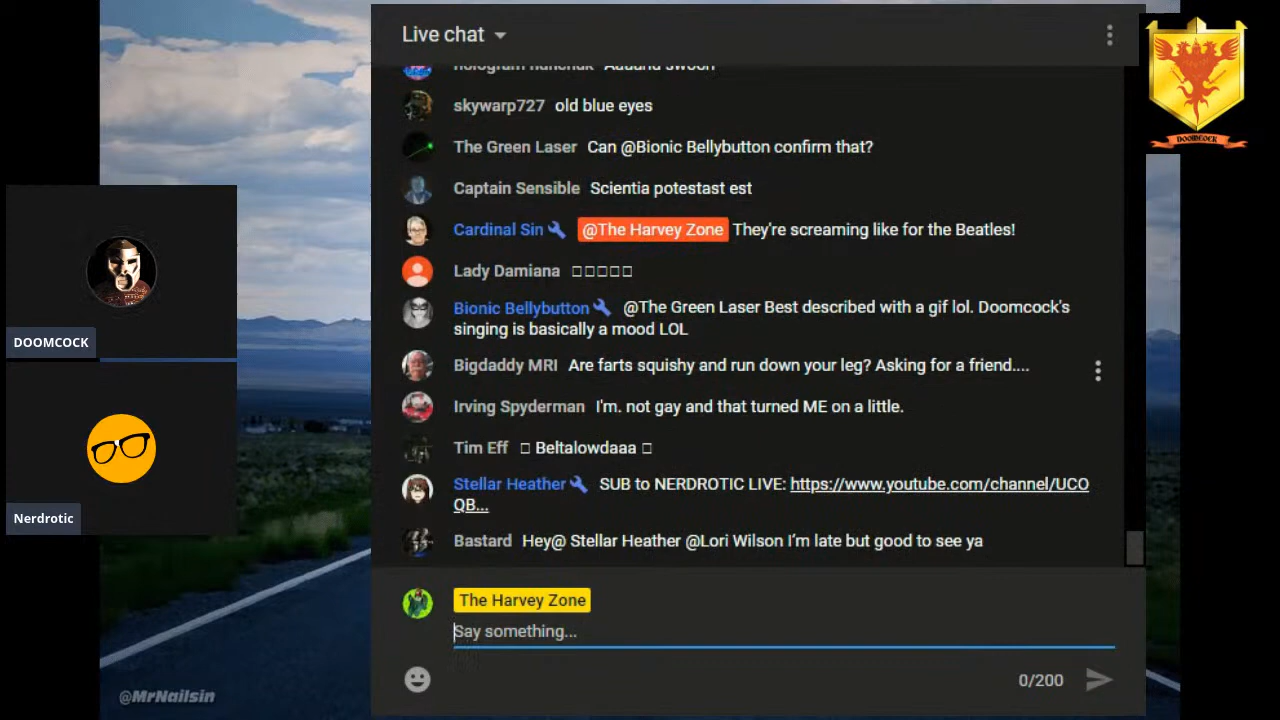 Live chat
skywarp727 old blue eyes
The Green Laser Can @Bionic Bellybutton confirm that?
Captain Sensible Scientia potestast est
Cardinal Sin @The Harvey Zone They're screaming like for the Beatles!
Lady Damiana □□□□□
Bionic Bellybutton @The Green Laser Best described with a gif lol. Doomcock's
singing is basically a mood LOL
Bigdaddy MRI Are farts squishy and run down your leg? Asking for a friend....
Irving Spyderman I'm. not gay and that turned ME on a little.
Tim Eff □ Beltalowdaaa □
Stellar Heather SUB to NERDROTIC LIVE: https://www.youtube.com/channel/UCO
QB...
Bastard Hey@ Stellar Heather @Lori Wilson I'm late but good to see ya
The Harvey Zone
Say something...
0/200
DOOMCOCK
Nerdrotic
@MrNailsin
DOOMCOCK